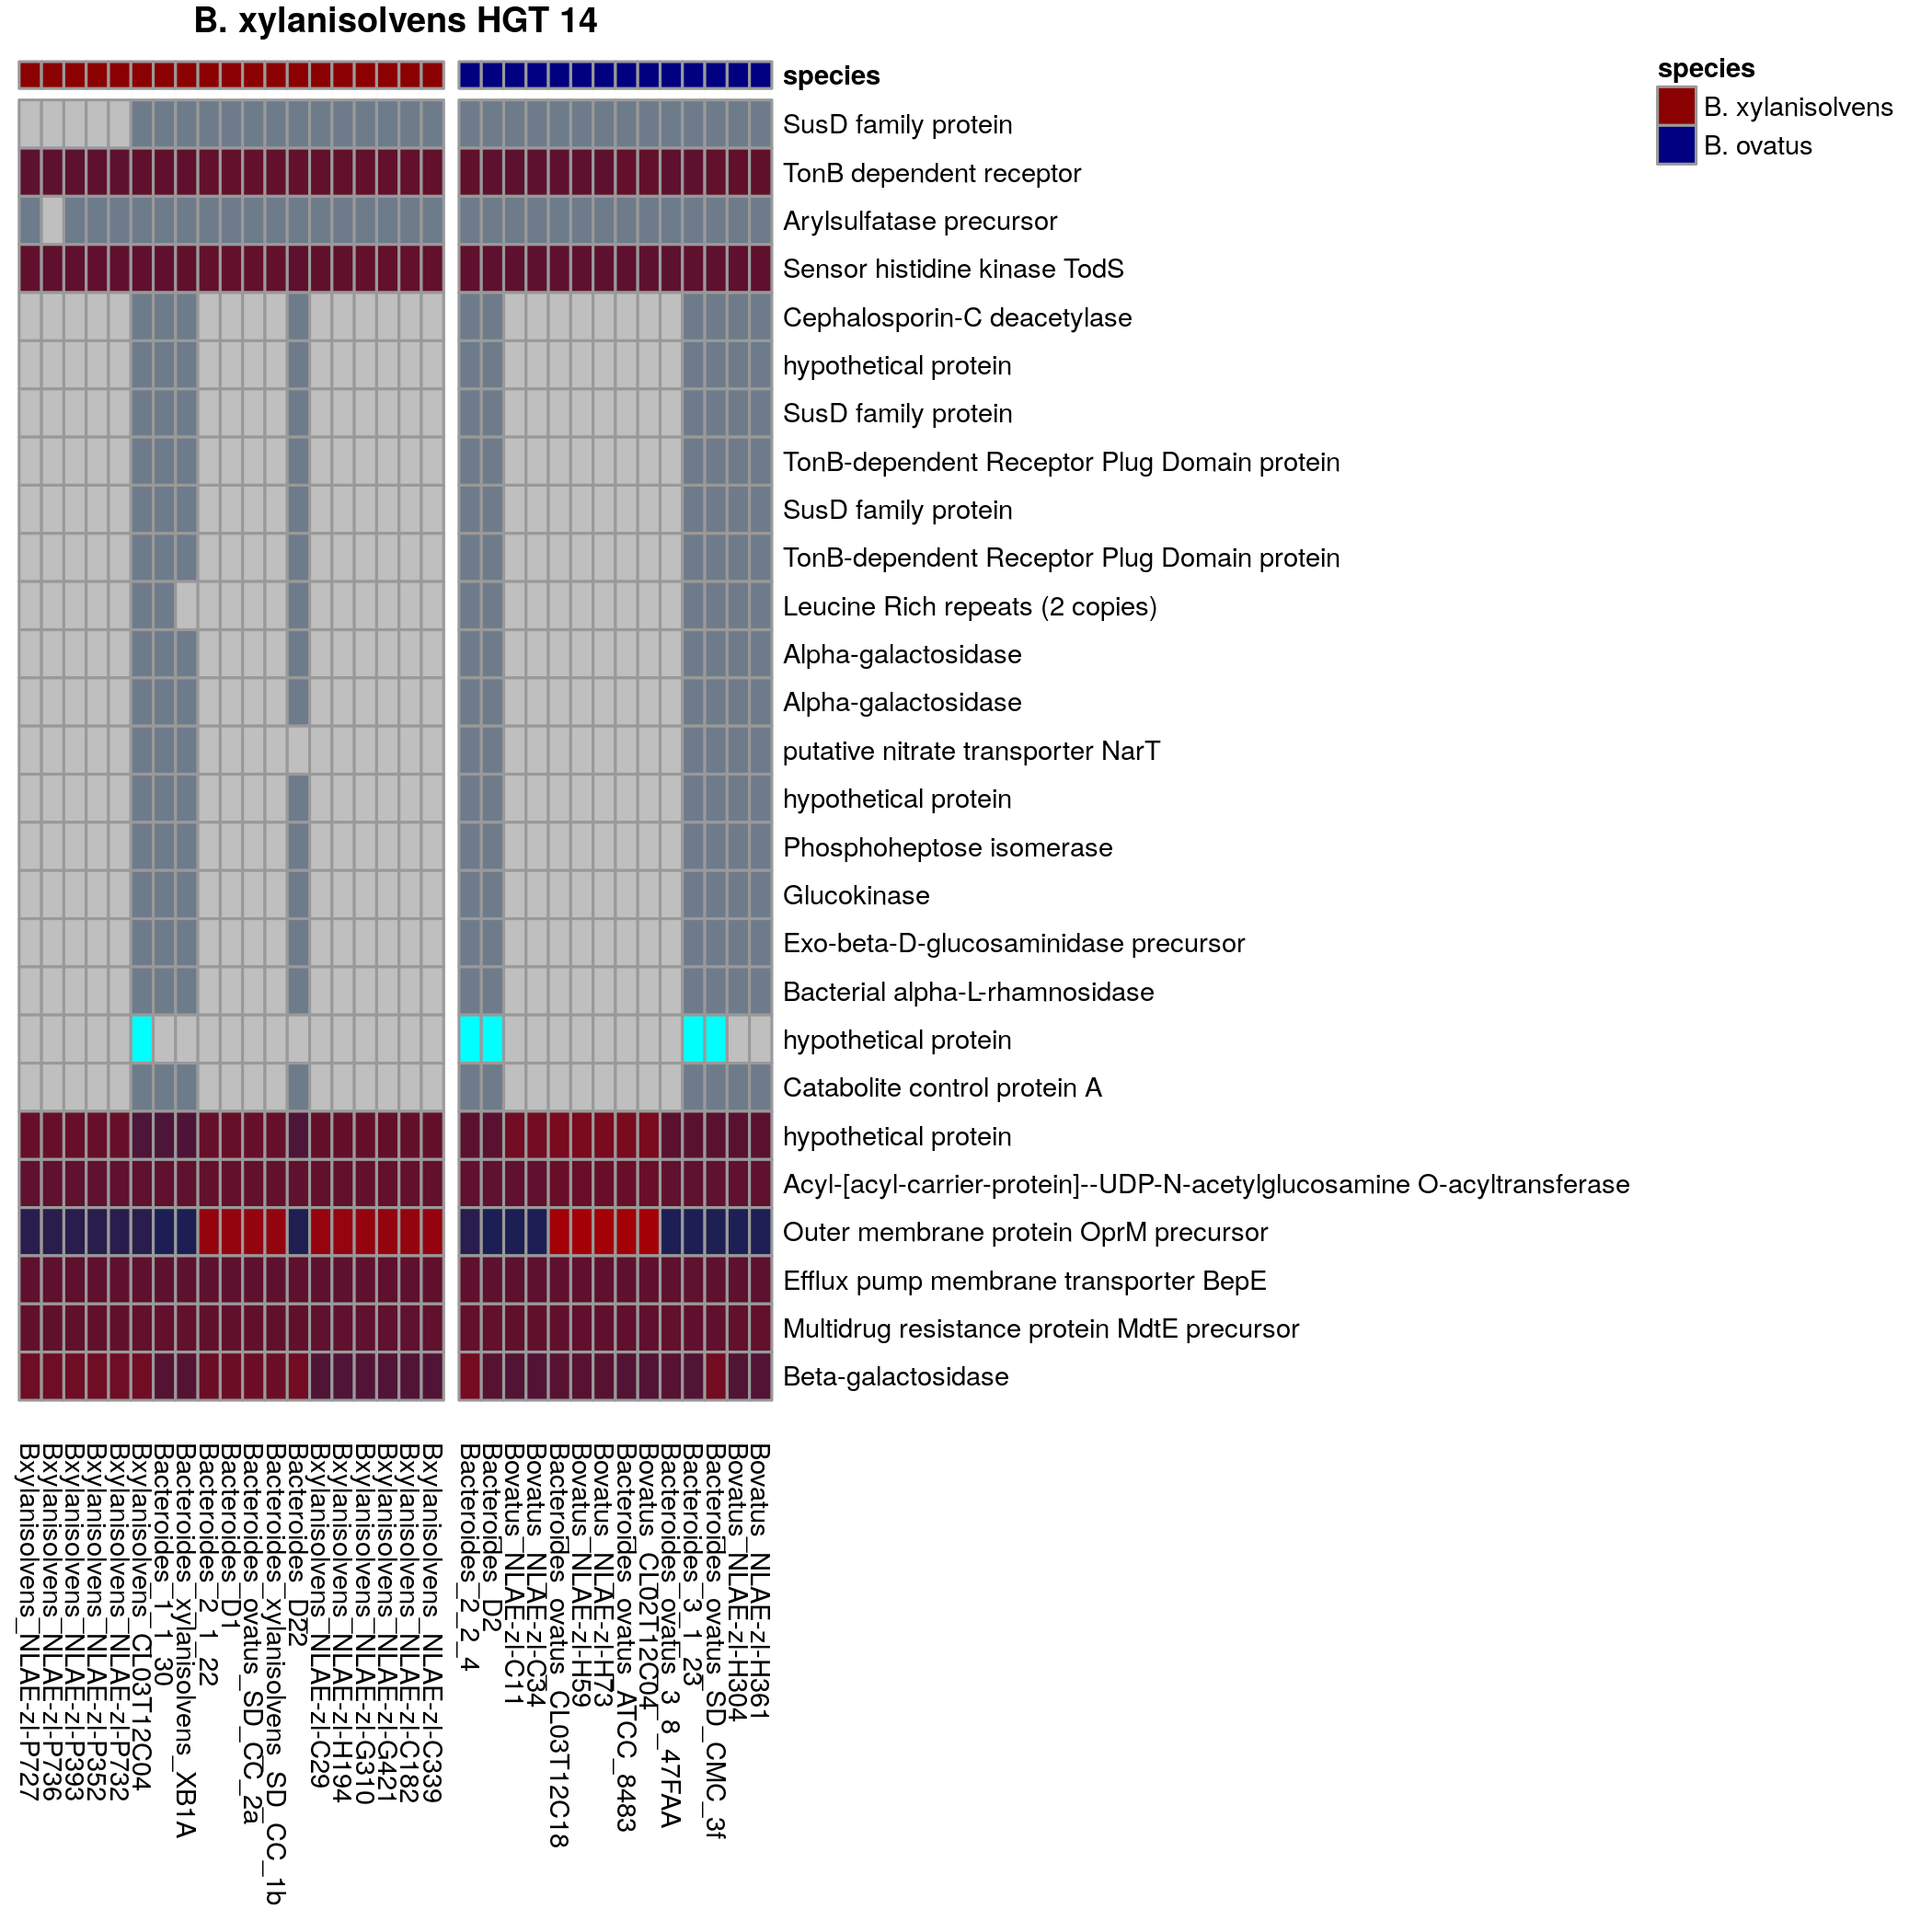 B. xylanisolvens HGT 14
species
species
B. xylanisolvens
B. ovatus
SusD family protein
TonB dependent receptor
Arylsulfatase precursor
Sensor histidine kinase TodS
Cephalosporin-C deacetylase
hypothetical protein
SusD family protein
TonB-dependent Receptor Plug Domain protein
SusD family protein
TonB-dependent Receptor Plug Domain protein
Leucine Rich repeats (2 copies)
Alpha-galactosidase
Alpha-galactosidase
putative nitrate transporter NarT
hypothetical protein
Phosphoheptose isomerase
Glucokinase
Exo-beta-D-glucosaminidase precursor
Bacterial alpha-L-rhamnosidase
hypothetical protein
Catabolite control protein A
hypothetical protein
Acyl-[acyl-carrier-protein]--UDP-N-acetylglucosamine O-acyltransferase
Outer membrane protein OprM precursor
Efflux pump membrane transporter BepE
Multidrug resistance protein MdtE precursor
Beta-galactosidase
Bxylanisolvens_NLAE-zl-P727
Bxylanisolvens_NLAE-zl-P736
Bxylanisolvens_NLAE-zl-P393
Bxylanisolvens_NLAE-zl-P352
Bxylanisolvens_NLAE-zl-P732
Bxylanisolvens_CL03T12C04
Bacteroides_1_1_30
Bacteroides_xylanisolvens_XB1A
Bacteroides_2_1_22
Bacteroides_D1
Bacteroides_ovatus_SD_CC_2a
Bacteroides_xylanisolvens_SD_CC_1b
Bacteroides_D22
Bxylanisolvens_NLAE-zl-C29
Bxylanisolvens_NLAE-zl-H194
Bxylanisolvens_NLAE-zl-G310
Bxylanisolvens_NLAE-zl-G421
Bxylanisolvens_NLAE-zl-C182
Bxylanisolvens_NLAE-zl-C339
Bacteroides_2_2_4
Bacteroides_D2
Bovatus_NLAE-zl-C11
Bovatus_NLAE-zl-C34
Bacteroides_ovatus_CL03T12C18
Bovatus_NLAE-zl-H59
Bovatus_NLAE-zl-H73
Bacteroides_ovatus_ATCC_8483
Bovatus_CL02T12C04
Bacteroides_ovatus_3_8_47FAA
Bacteroides_3_1_23
Bacteroides_ovatus_SD_CMC_3f
Bovatus_NLAE-zl-H304
Bovatus_NLAE-zl-H361